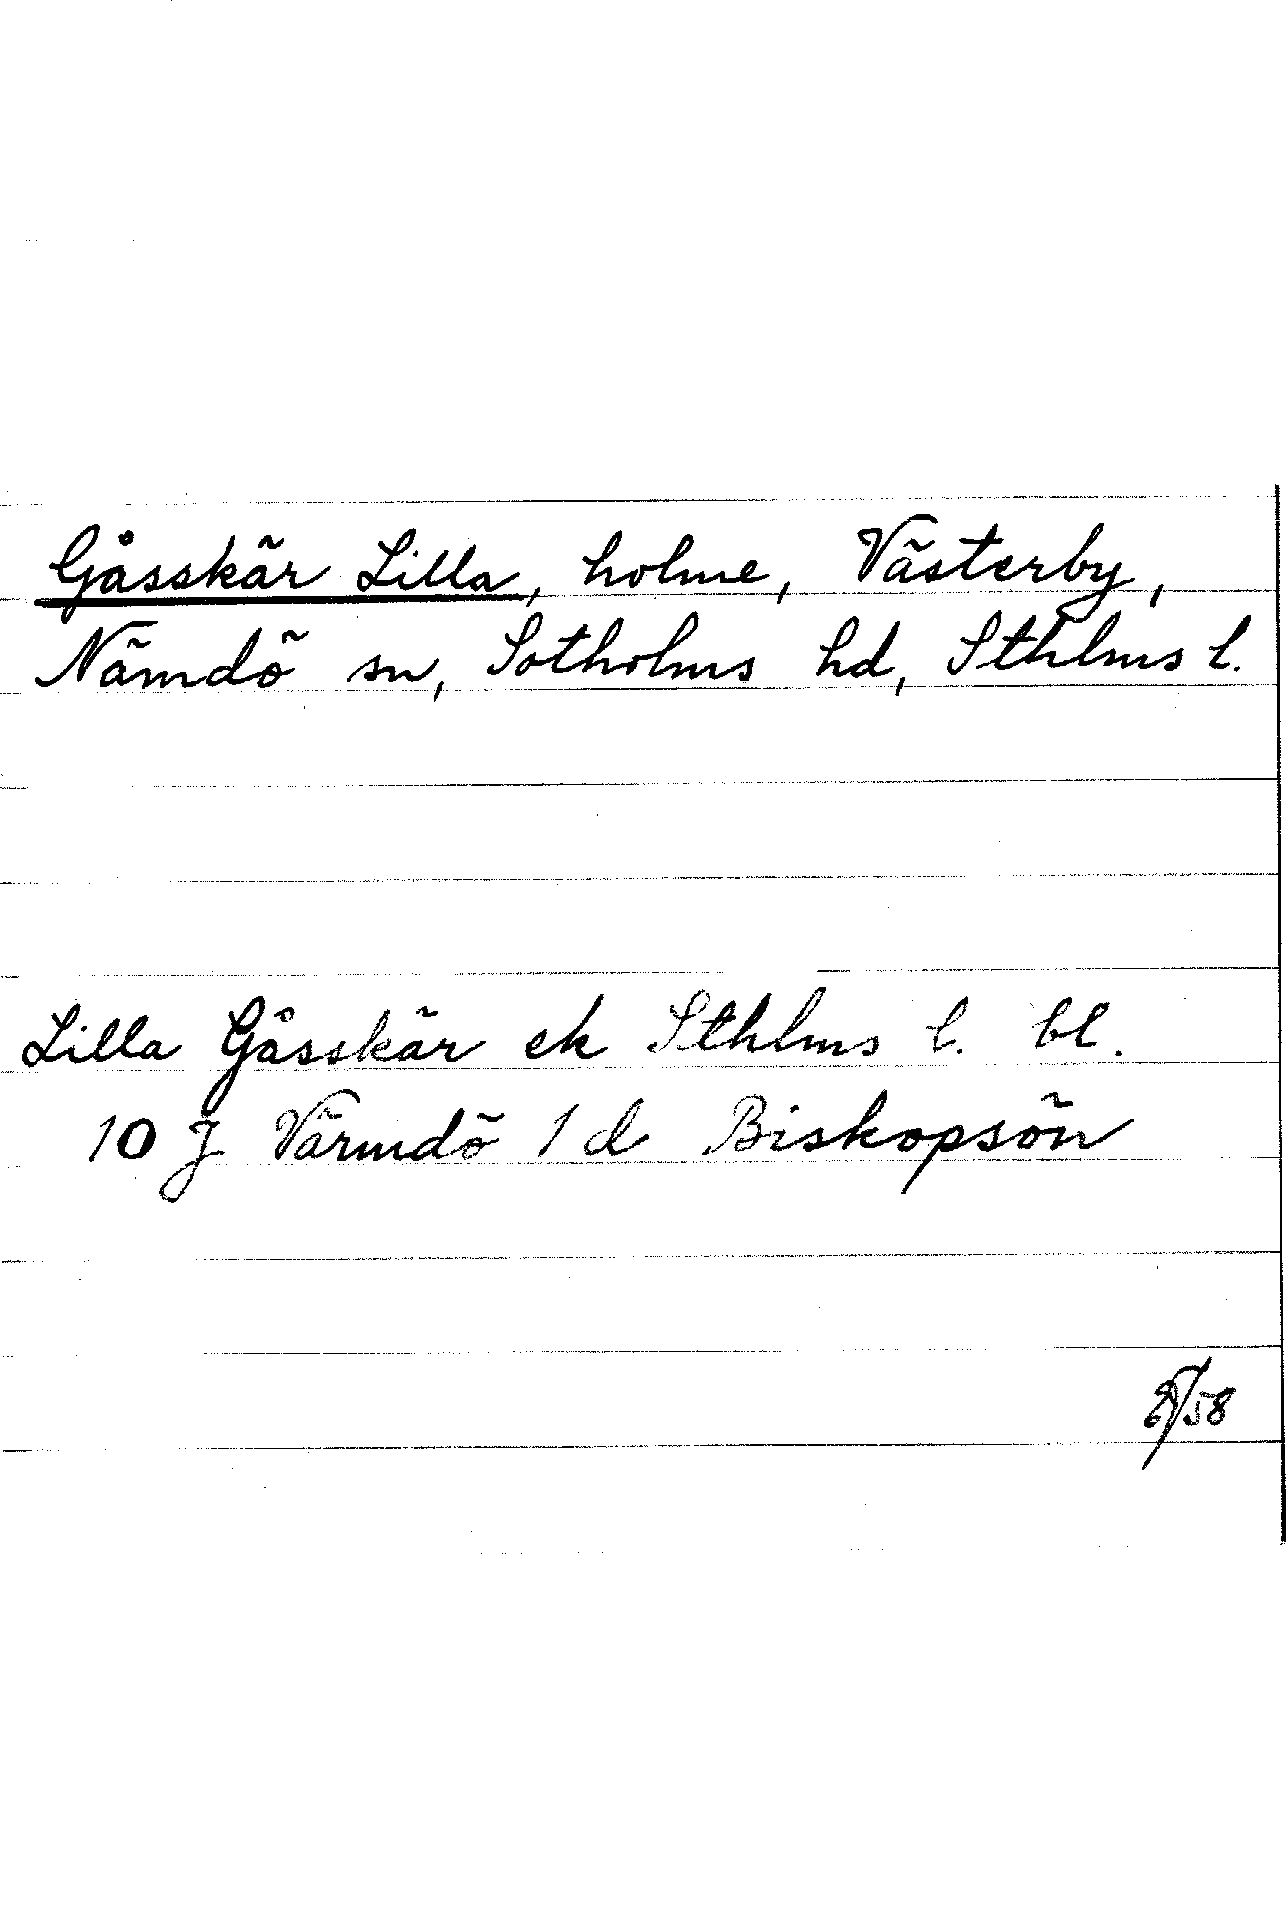 Gåsskär Lilla, holme, Västerby,
Nämdö sn, Sotholms hd, Sthlms l.
Lilla Gåsskär ek Sthlms l. bl.
10 J Värmdö 1 d Biskopsön
58